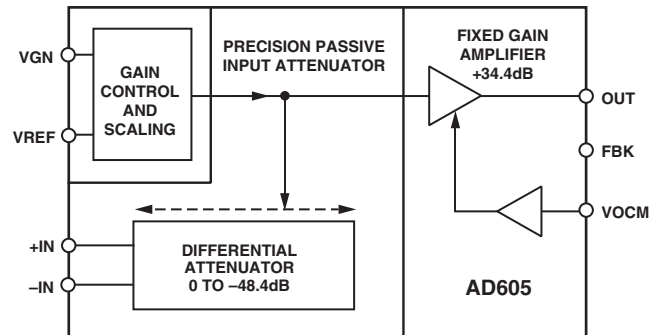 VGN
VREF
GAIN
CONTROL
AND
SCALING
PRECISION PASSIVE
INPUT ATTENUATOR
FIXED GAIN
AMPLIFIER
+34.4dB
OUT
FBK
VOCM
+IN
–IN
DIFFERENTIAL
ATTENUATOR
0 TO –48.4dB
AD605